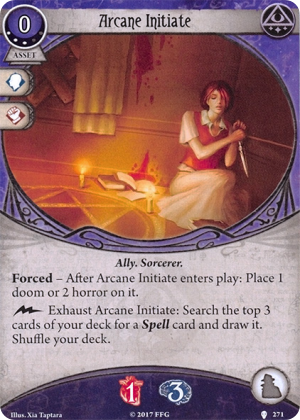 Arcane Initiate
0
ASSET
Ally. Sorcerer.
Forced – After Arcane Initiate enters play: Place 1
doom or 2 horror on it.
Exhaust Arcane Initiate: Search the top 3
cards of your deck for a Spell card and draw it.
Shuffle your deck.
1 3
Illus. Xia Taptara
© 2017 FFG
271